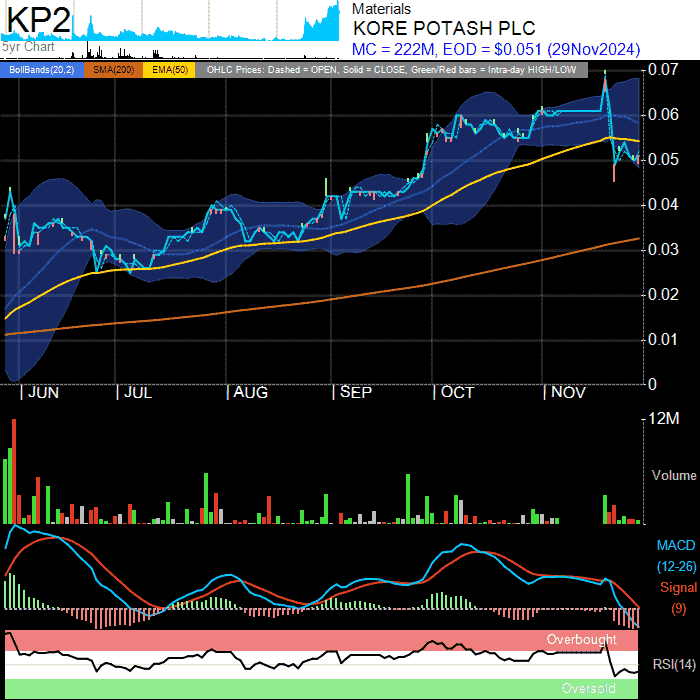 KP2
5yr Chart
Materials
KORE POTASH PLC
MC = 222M, EOD = $0.051 (29Nov2024)
BollBands(20,2) SMA(200) EMA(50) OHLC Prices: Dashed = OPEN, Solid = CLOSE, Green/Red bars = Intra-day HIGH/LOW
0.07
0.06
0.05
0.04
0.03
0.02
0.01
0
| JUN | JUL | AUG | SEP | OCT | NOV
12M
Volume
MACD
(12-26)
Signal
(9)
Overbought
RSI(14)
Oversold